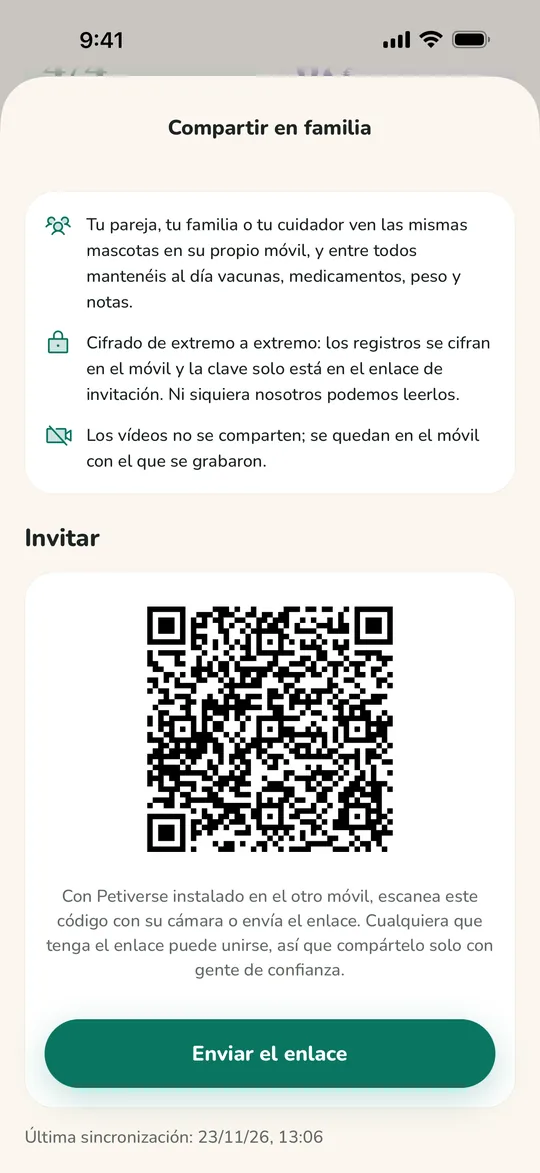 9:41
Compartir en familia
Tu pareja, tu familia o tu cuidador ven las mismas
mascotas en su propio móvil, y entre todos
mantenéis al día vacunas, medicamentos, peso y
notas.
Cifrado de extremo a extremo: los registros se cifran
en el móvil y la clave solo está en el enlace de
invitación. Ni siquiera nosotros podemos leerlos.
Los vídeos no se comparten; se quedan en el móvil
con el que se grabaron.
Invitar
Con Petiverse instalado en el otro móvil, escanea este
código con su cámara o envía el enlace. Cualquiera que
tenga el enlace puede unirse, así que compártelo solo con
gente de confianza.
Enviar el enlace
Última sincronización: 23/11/26, 13:06